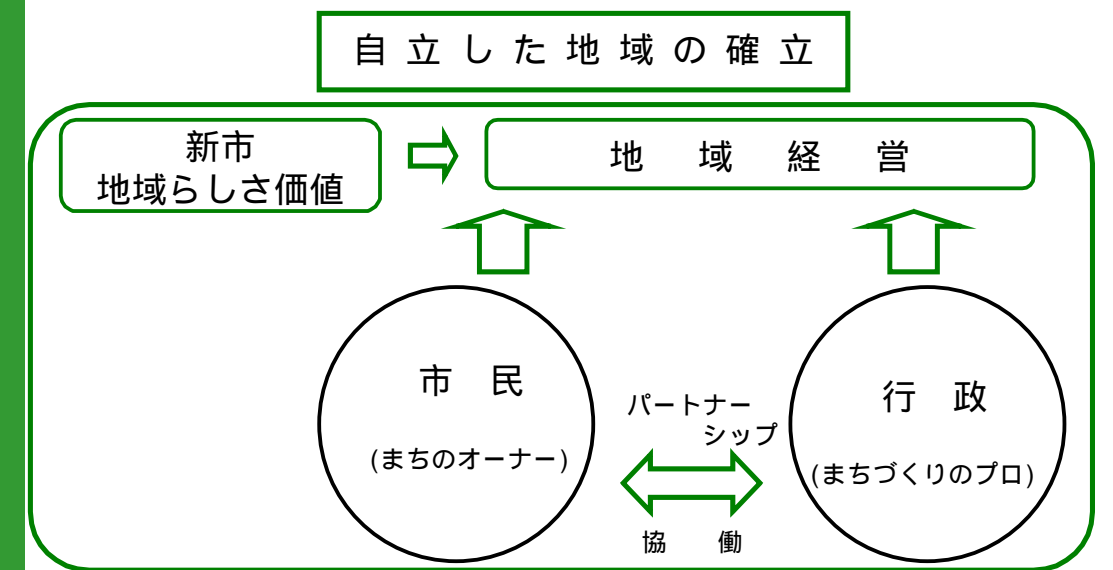 自立した地域の確立
新市
地域らしさ価値
地域経営
市民
(まちのオーナー)
パートナー
シップ
協働
行政
(まちづくりのプロ)